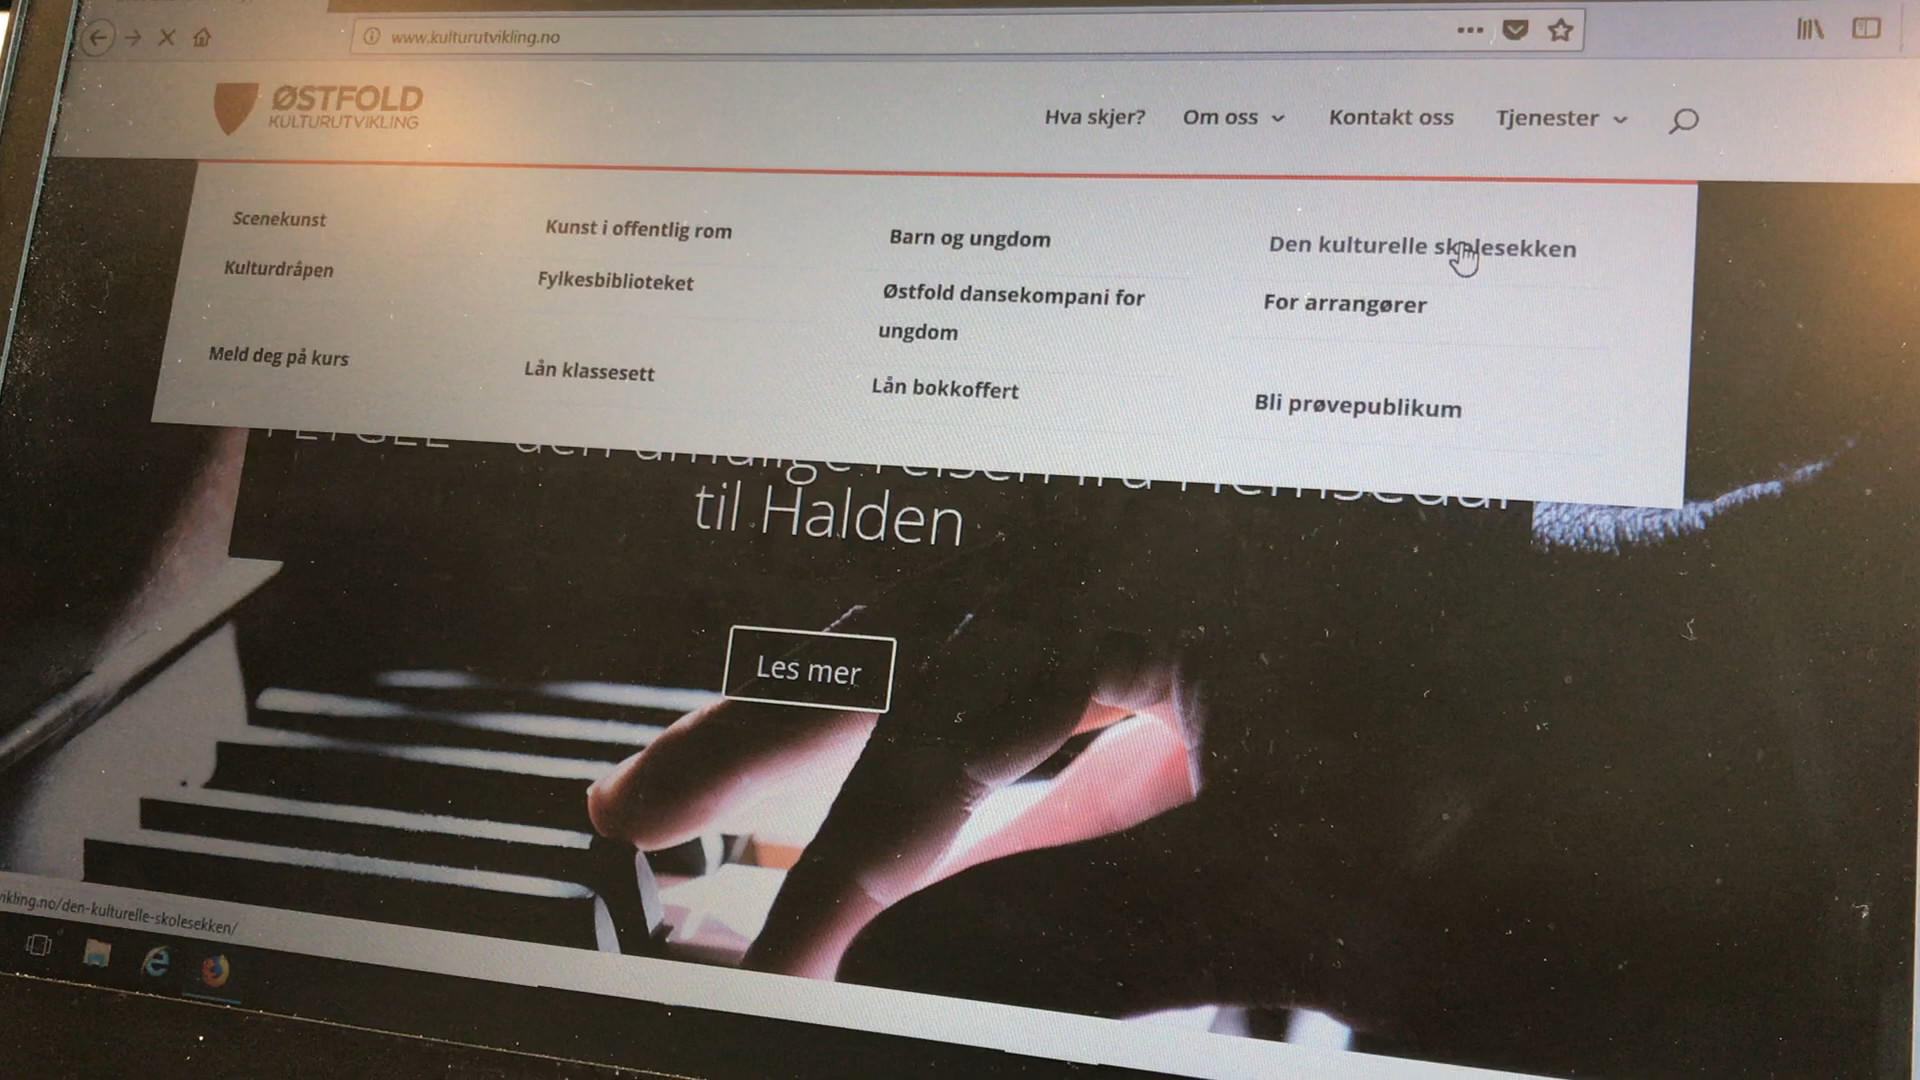 www.kulturutvikling.no
ØSTFOLD
KULTURUTVIKLING
Hva skjer? Om oss Kontakt oss Tjenester
Scenekunst Kunst i offentlig rom Barn og ungdom Den kulturelle skolesekken
Kulturdråpen Fylkesbiblioteket Østfold dansekompani for
ungdom
For arrangører
Meld deg på kurs Lån klassesett Lån bokkoffert Bli prøvepublikum
til Halden
Les mer
ikling.no/den-kulturelle-skolesekken/